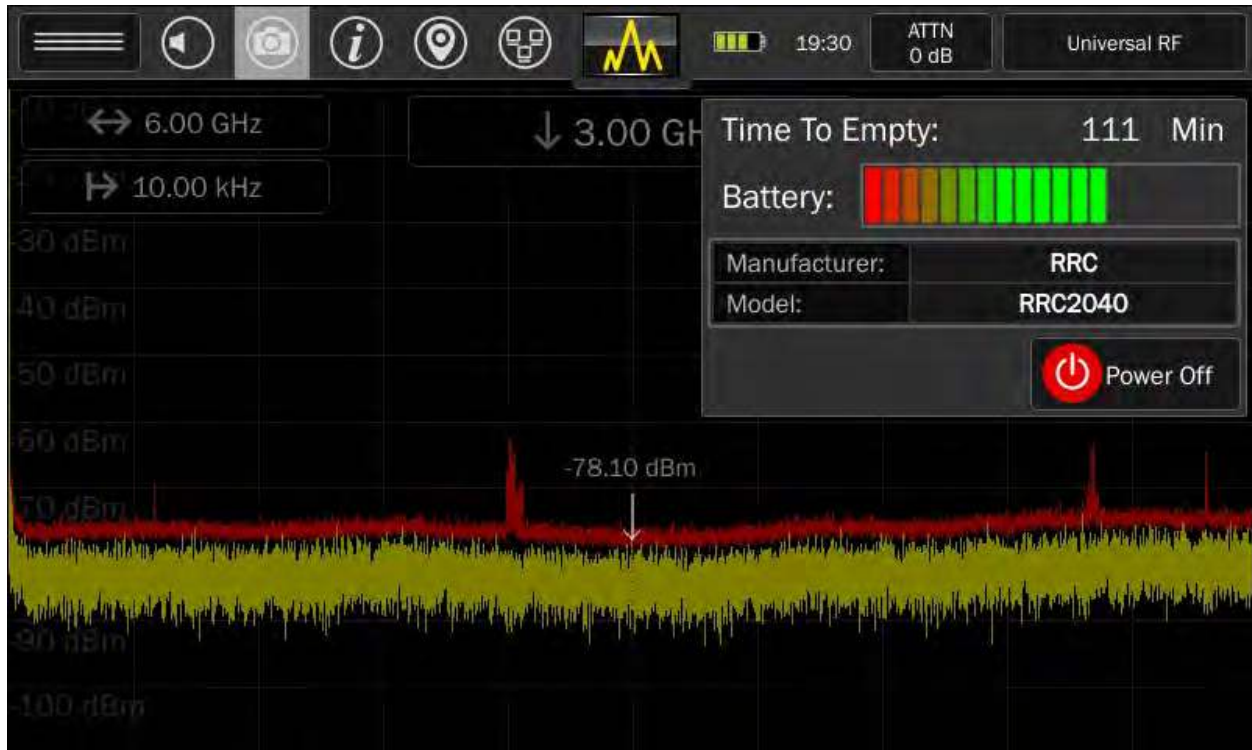 19:30
ATTN
0 dB
Universal RF
6.00 GHz
3.00 GH
10.00 kHz
Time To Empty: 111 Min
Battery:
Manufacturer: RRC
Model: RRC2040
Power Off
-30 dBm
-40 dBm
-50 dBm
-60 dBm
-78.10 dBm
-70 dBm
-90 dBm
-100 dBm